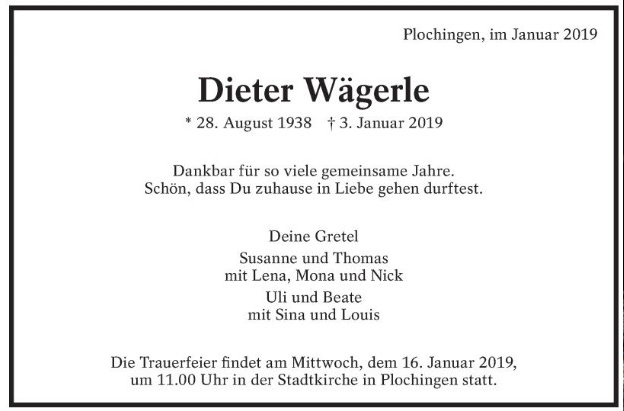 Plochingen, im Januar 2019
Dieter Wägerle
* 28. August 1938 † 3. Januar 2019
Dankbar für so viele gemeinsame Jahre.
Schön, dass Du zuhause in Liebe gehen durftest.
Deine Gretel
Susanne und Thomas
mit Lena, Mona und Nick
Uli und Beate
mit Sina und Louis
Die Trauerfeier findet am Mittwoch, dem 16. Januar 2019,
um 11.00 Uhr in der Stadtkirche in Plochingen statt.